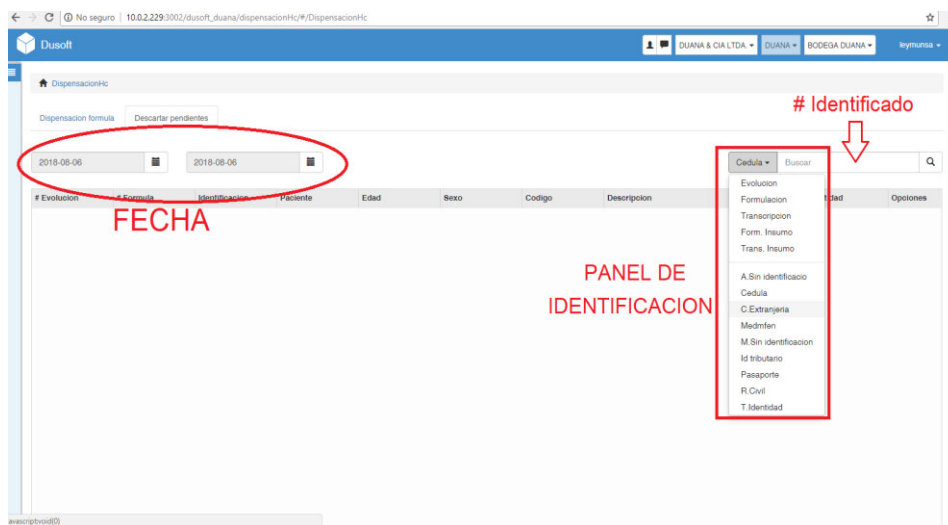 No seguro | 10.0.2.229:3002/dusoft_duana/dispensacionHc/#/DispensacionHc
Dusoft
DUANA & CIA LTDA.
DUANA
BODEGA DUANA
leymunsa
DispensacionHc
# Identificado
Dispensacion formula
Descartar pendientes
2018-08-06
2018-08-06
Cedula
Buscar
# Evolucion
# Formula
Identificacion
Paciente
Edad
Sexo
Codigo
Descripcion
Opciones
FECHA
PANEL DE
IDENTIFICACION
Evolucion
Formulacion
Transcripcion
Form. Insumo
Trans. Insumo
A.Sin identificacio
Cedula
C.Extranjeria
Medmfen
M.Sin identificacion
Id tributario
Pasaporte
R.Civil
T.Identidad
avascript:void(0)